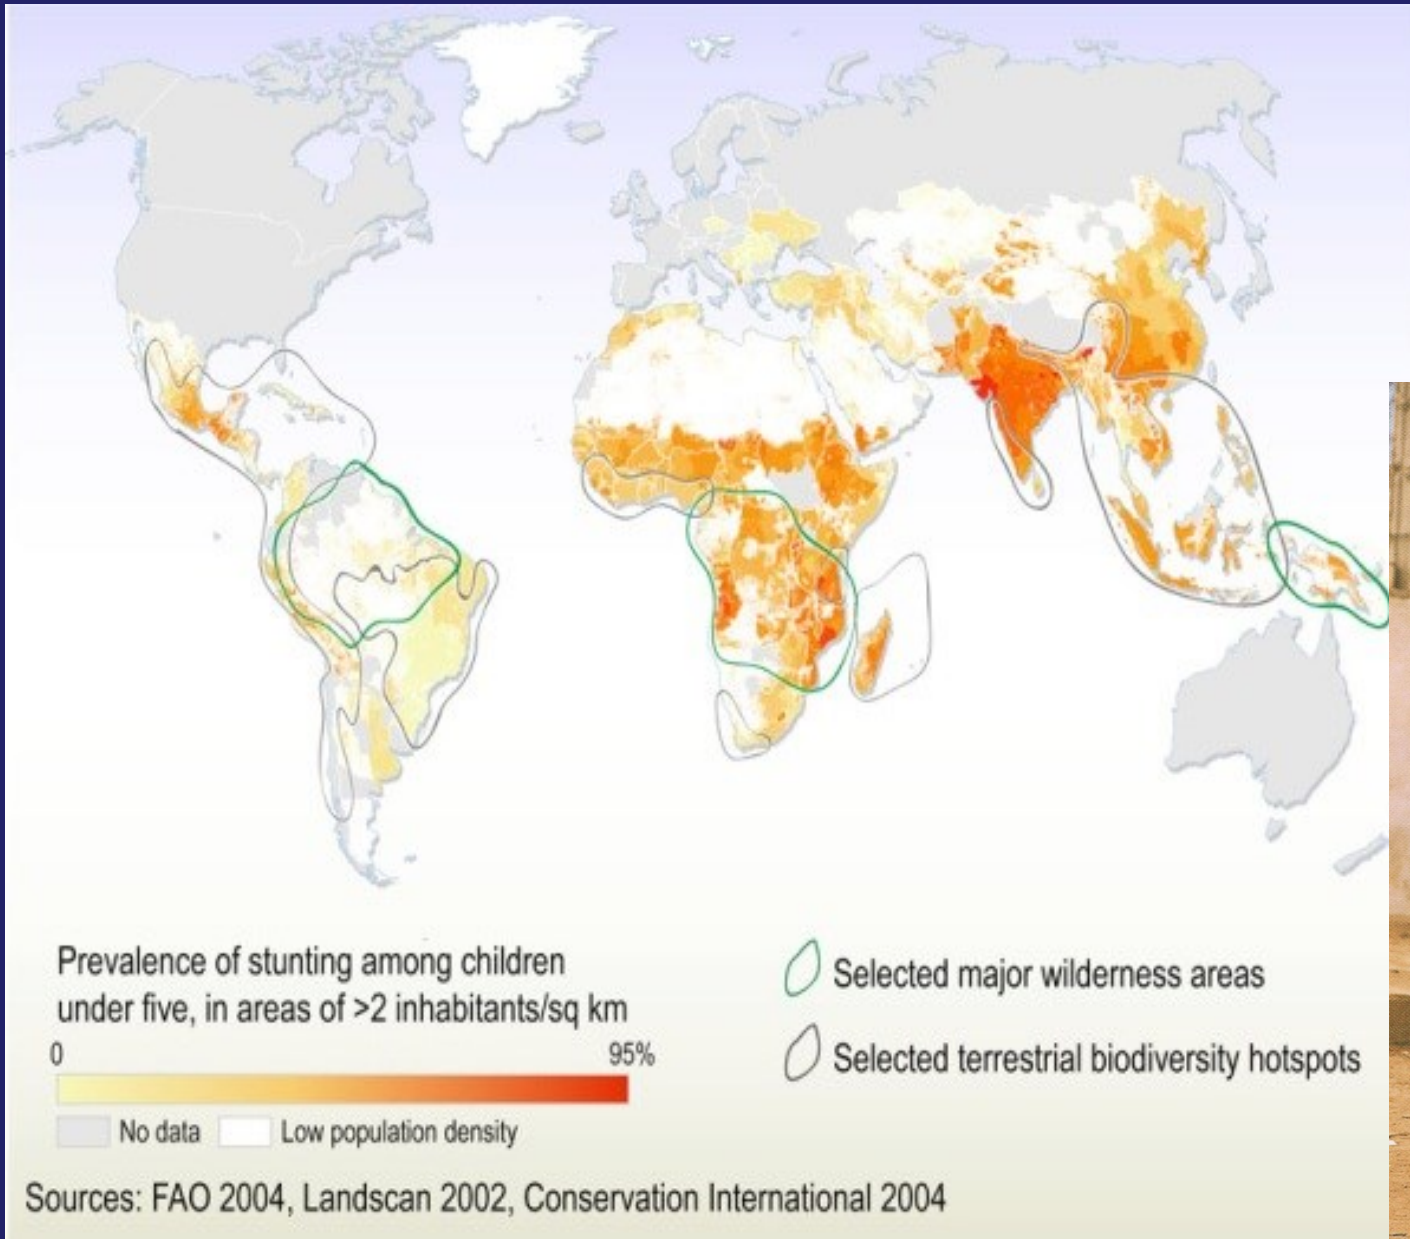 Prevalence of stunting among children
under five, in areas of >2 inhabitants/sq km
0 95%
No data Low population density
Selected major wilderness areas
Selected terrestrial biodiversity hotspots
Sources: FAO 2004, Landscan 2002, Conservation International 2004